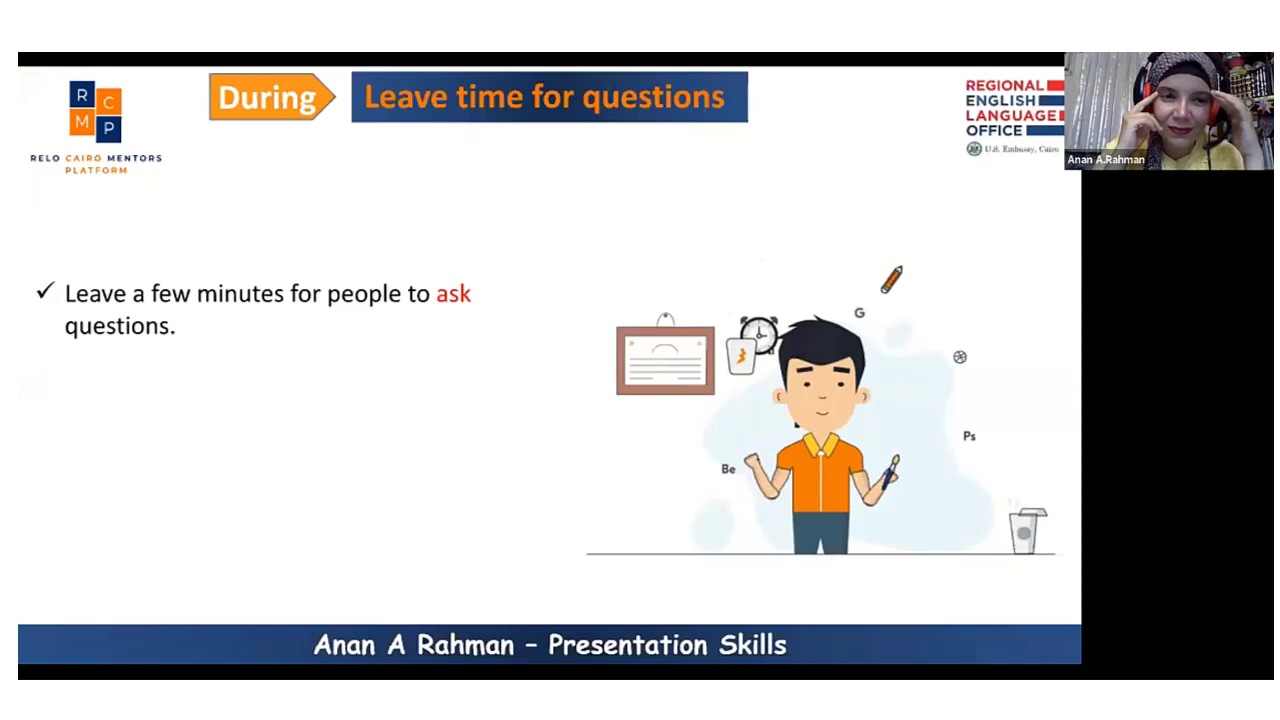 R
C
M
P
RELO CAIRO MENTORS
PLATFORM
During
Leave time for questions
REGIONAL
ENGLISH
LANGUAGE
OFFICE
U.S. Embassy, Cairo
Anan A.Rahman
✓ Leave a few minutes for people to ask
questions.
G
Ps
Be
Anan A Rahman – Presentation Skills